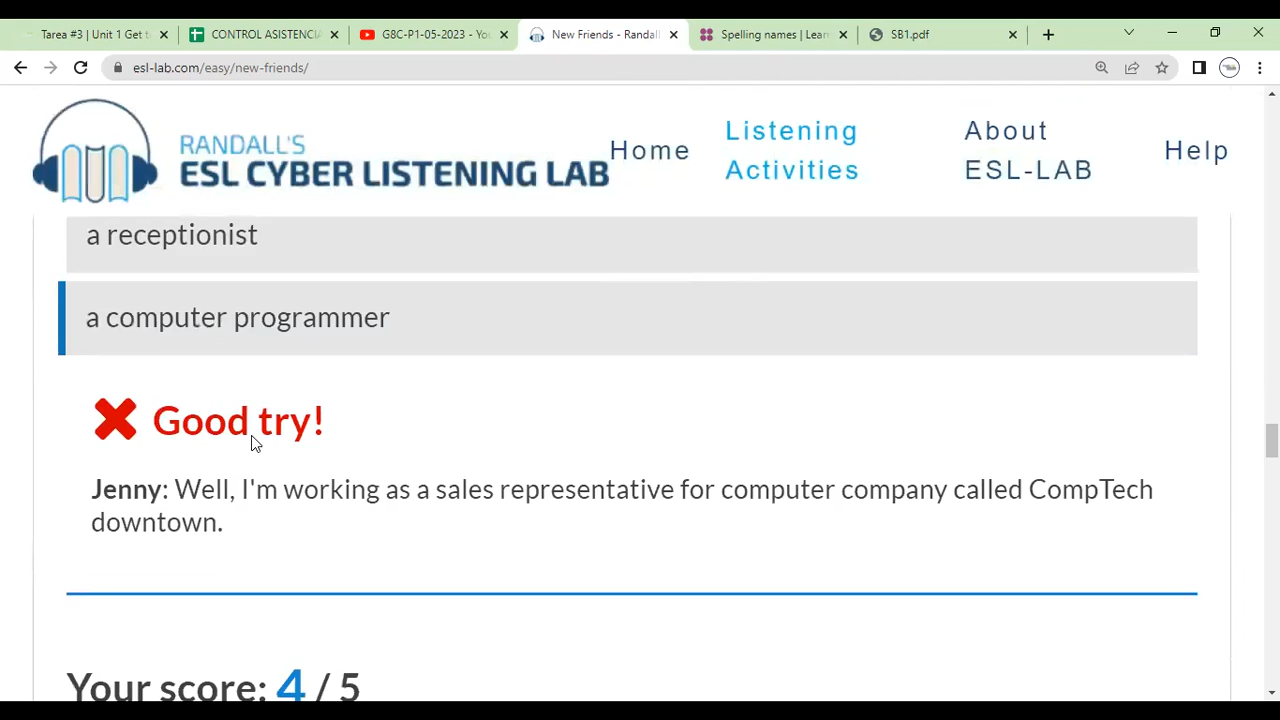 Tarea #3 | Unit 1 Get t
CONTROL ASISTENCIA
G8C-P1-05-2023 - You
New Friends - Randall
Spelling names | Lear
SB1.pdf
esl-lab.com/easy/new-friends/
RANDALL'S
ESL CYBER LISTENING LAB
Home
Listening
Activities
About
ESL-LAB
Help
a receptionist
a computer programmer
Good try!
Jenny: Well, I'm working as a sales representative for computer company called CompTech
downtown.
Your score: 4 / 5